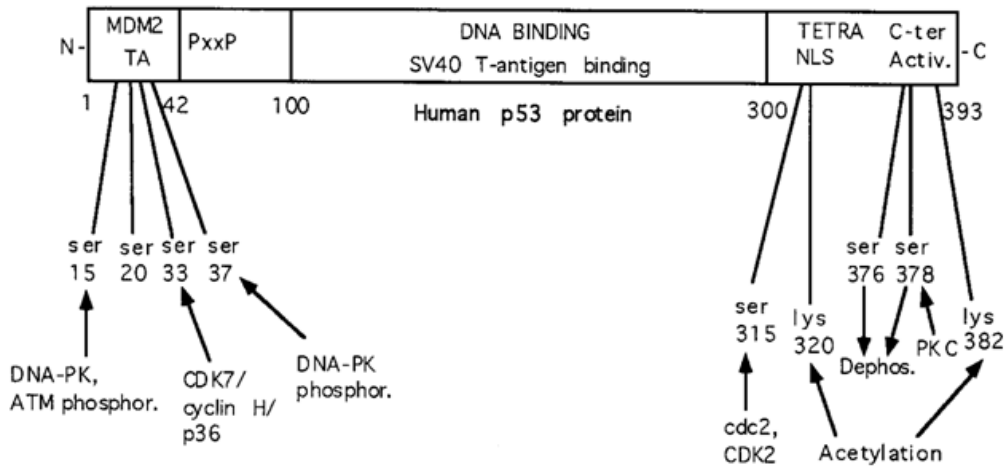 N- MDM2 TA PxxP DNA BINDING SV40 T-antigen binding TETRA NLS C-ter Activ. -C
1 42 100 Human p53 protein 300 393
ser 15
ser 20
ser 33
ser 37
ser 315
lys 320
ser 376
ser 378
lys 382
DNA-PK,
ATM phosphor.
CDK7/
cyclin H/
p36
DNA-PK
phosphor.
cdc2,
CDK2
Acetylation
Dephos.
PKC